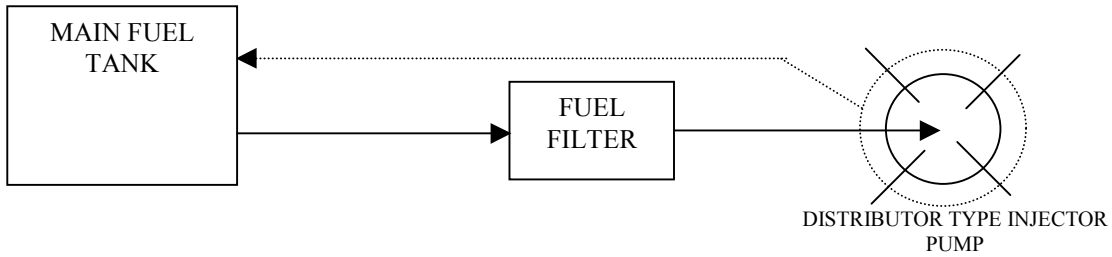 MAIN FUEL
TANK
FUEL
FILTER
DISTRIBUTOR TYPE INJECTOR
PUMP